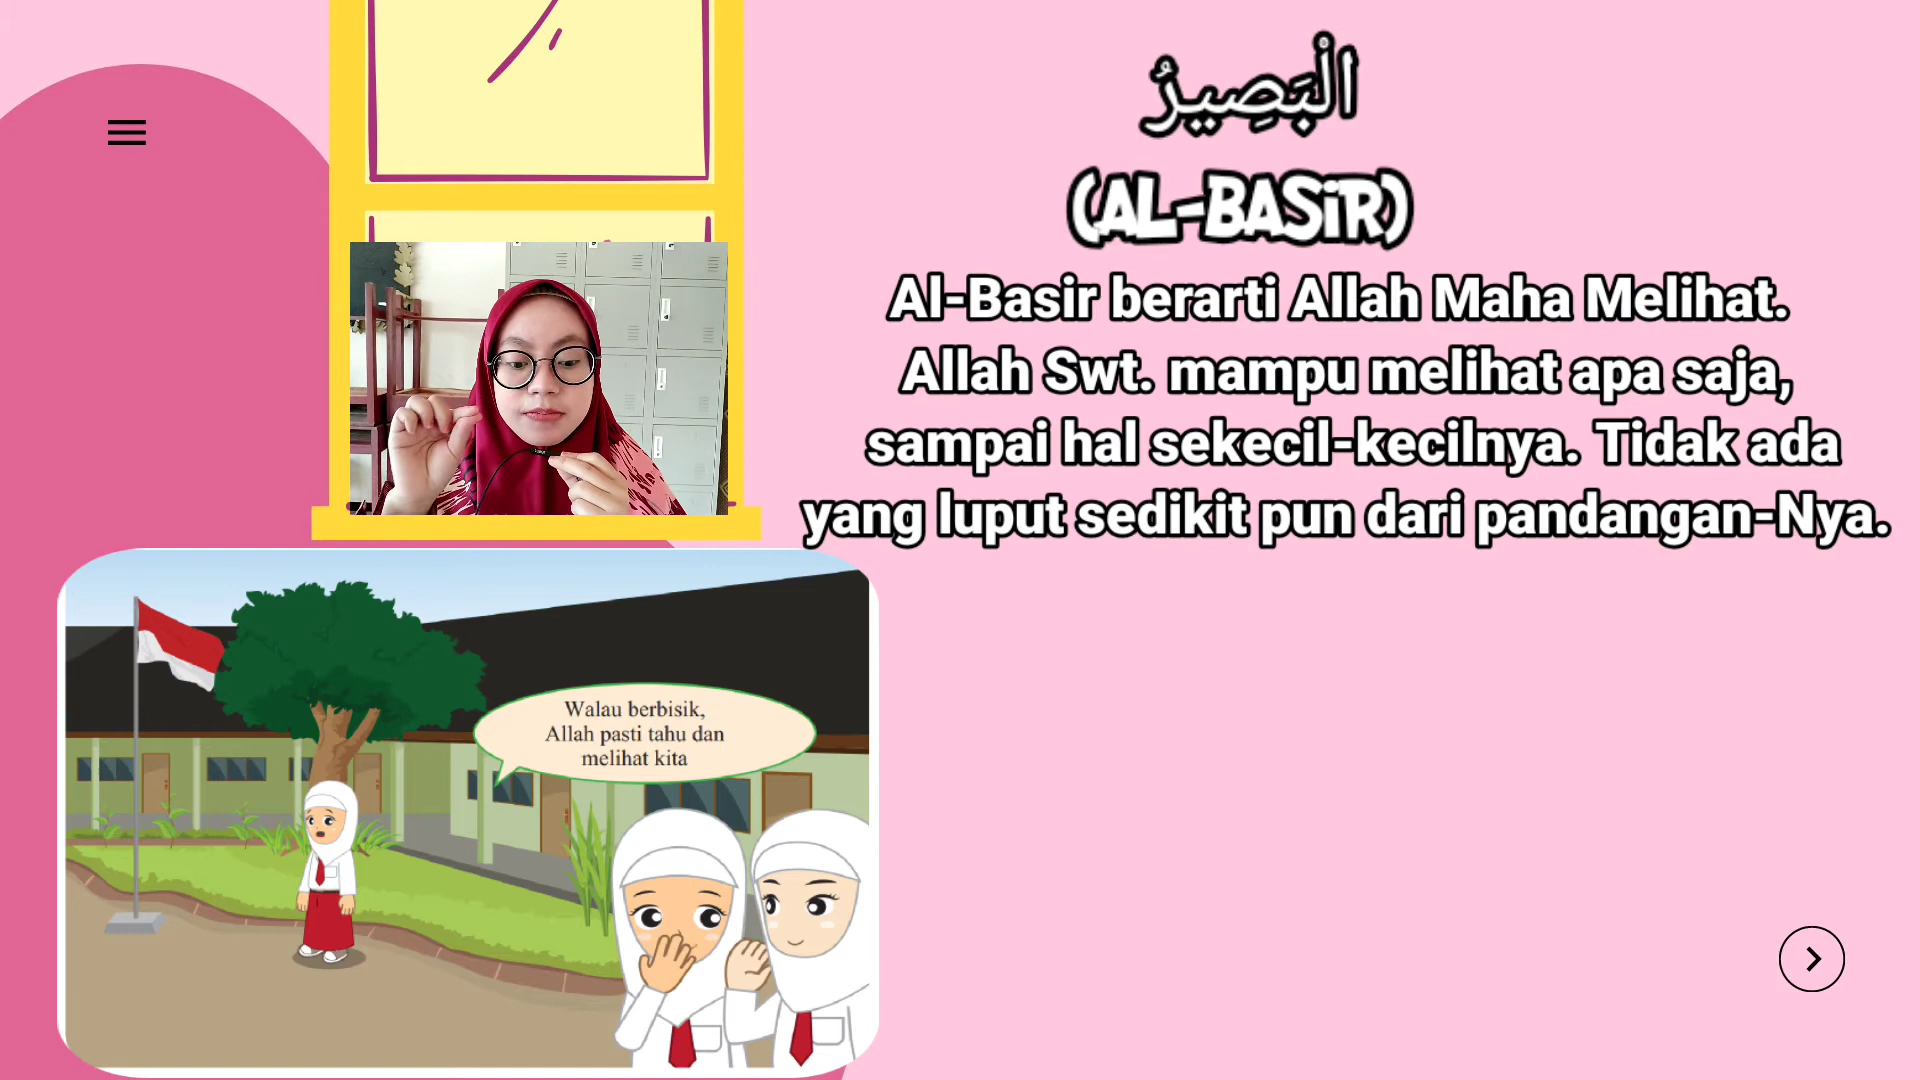 الْبَصِيرُ
(AL-BASiR)
Al-Basir berarti Allah Maha Melihat.
Allah Swt. mampu melihat apa saja,
sampai hal sekecil-kecilnya. Tidak ada
yang luput sedikit pun dari pandangan-Nya.
Walau berbisik,
Allah pasti tahu dan
melihat kita